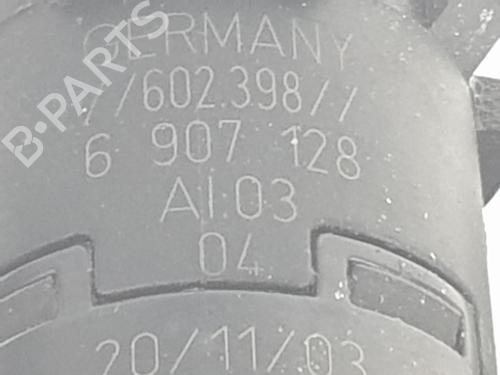 GERMANY
//602.398//
6 907 128
AI.03
04
20/11/03
B-PARTS